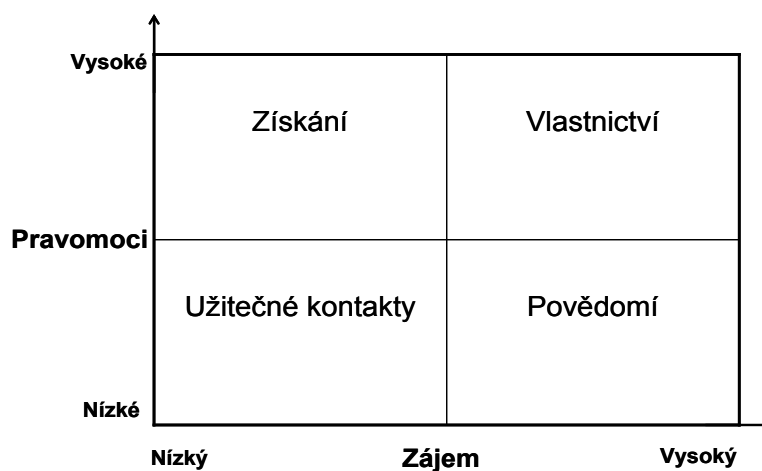 Vysoké
Získání
Vlastnictví
Pravomoci
Užitečné kontakty
Povědomí
Nízké
Nízký
Zájem
Vysoký